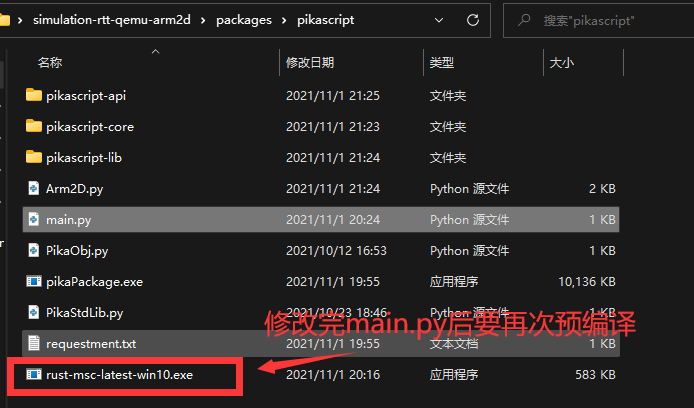 simulation-rtt-qemu-arm2d > packages > pikascript
搜索"pikascript"
名称 修改日期 类型 大小
pikascript-api 2021/11/1 21:25 文件夹
pikascript-core 2021/11/1 21:23 文件夹
pikascript-lib 2021/11/1 21:24 文件夹
Arm2D.py 2021/11/1 21:24 Python 源文件 2 KB
main.py 2021/11/1 20:24 Python 源文件 1 KB
PikaObj.py 2021/10/12 16:53 Python 源文件 1 KB
pikaPackage.exe 2021/11/1 19:55 应用程序 10,136 KB
PikaStdLib.py 2021/10/23 18:46 Python 源文件 1 KB
修改完main.py后要再次预编译
requestment.txt 2021/11/1 19:55 文本文档 1 KB
rust-msc-latest-win10.exe 2021/11/1 20:16 应用程序 583 KB